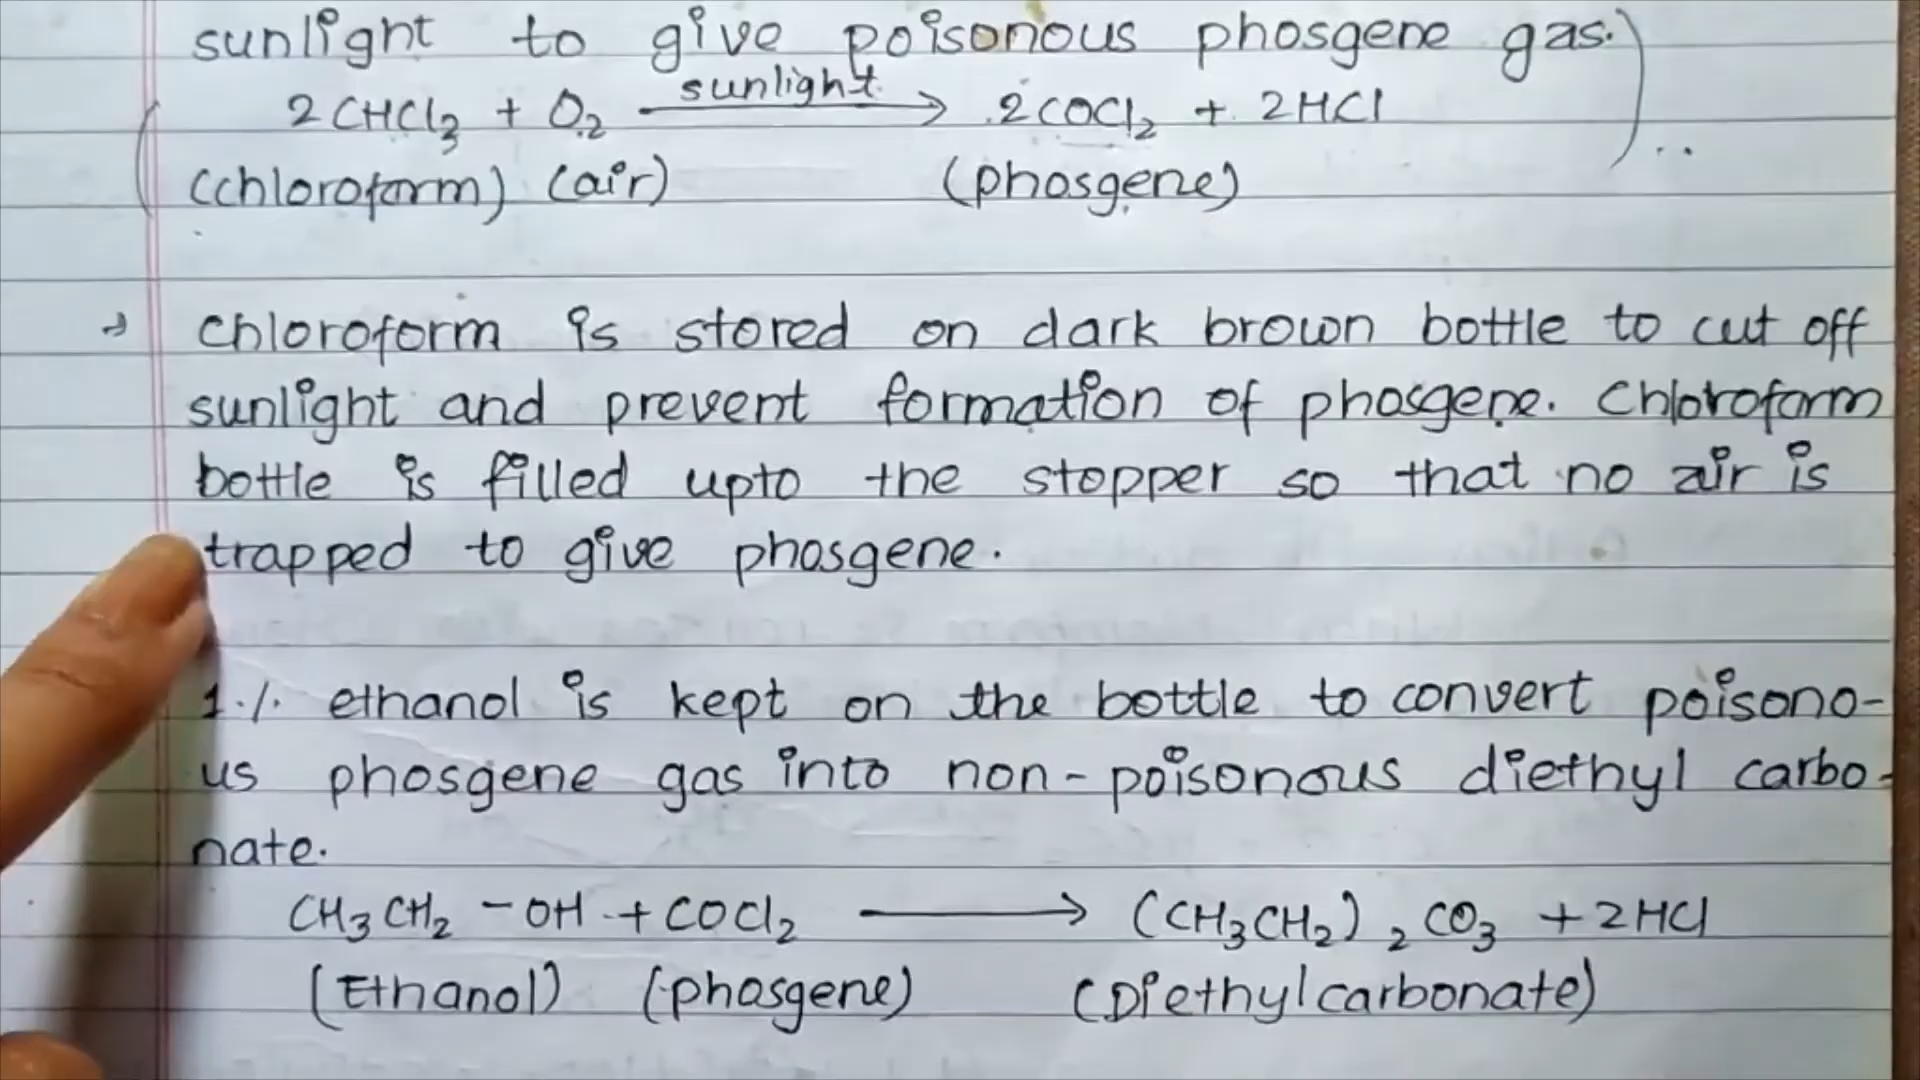 sunlight to give poisonous phosgene gas.)
2CHCl₃ + O₂ sunlight → 2COCl₂ + 2HCl
(chloroform) (air) (phosgene)
→ chloroform is stored on dark brown bottle to cut off
sunlight and prevent formation of phosgene. Chloroform
bottle is filled upto the stopper so that no air is
trapped to give phosgene.
1.%. ethanol is kept on the bottle to convert poisono-
us phosgene gas into non-poisonous diethyl carbo-
nate.
CH₃CH₂-OH + COCl₂ → (CH₃CH₂)₂CO₃ + 2HCl
(Ethanol) (phosgene) (Diethylcarbonate)